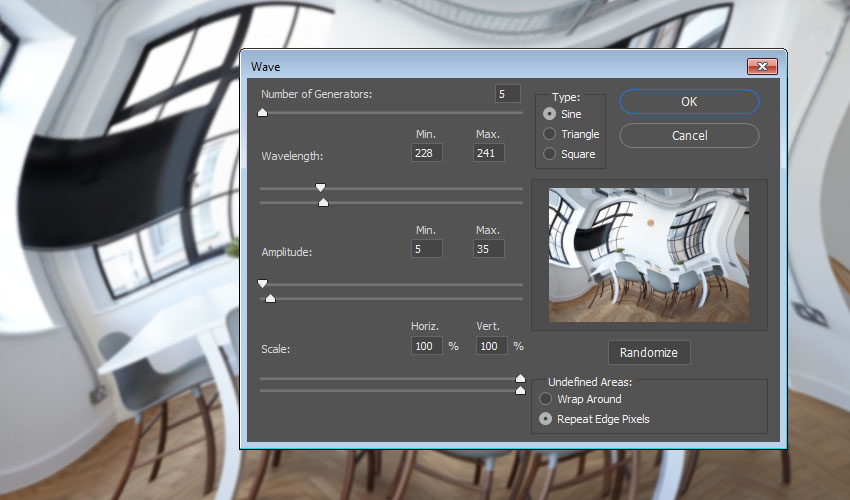 Wave
Number of Generators: 5
Min. Max.
Wavelength: 228 241
Min. Max.
Amplitude: 5 35
Horiz. Vert.
Scale: 100 % 100 %
Type:
Sine
Triangle
Square
OK
Cancel
Randomize
Undefined Areas:
Wrap Around
Repeat Edge Pixels